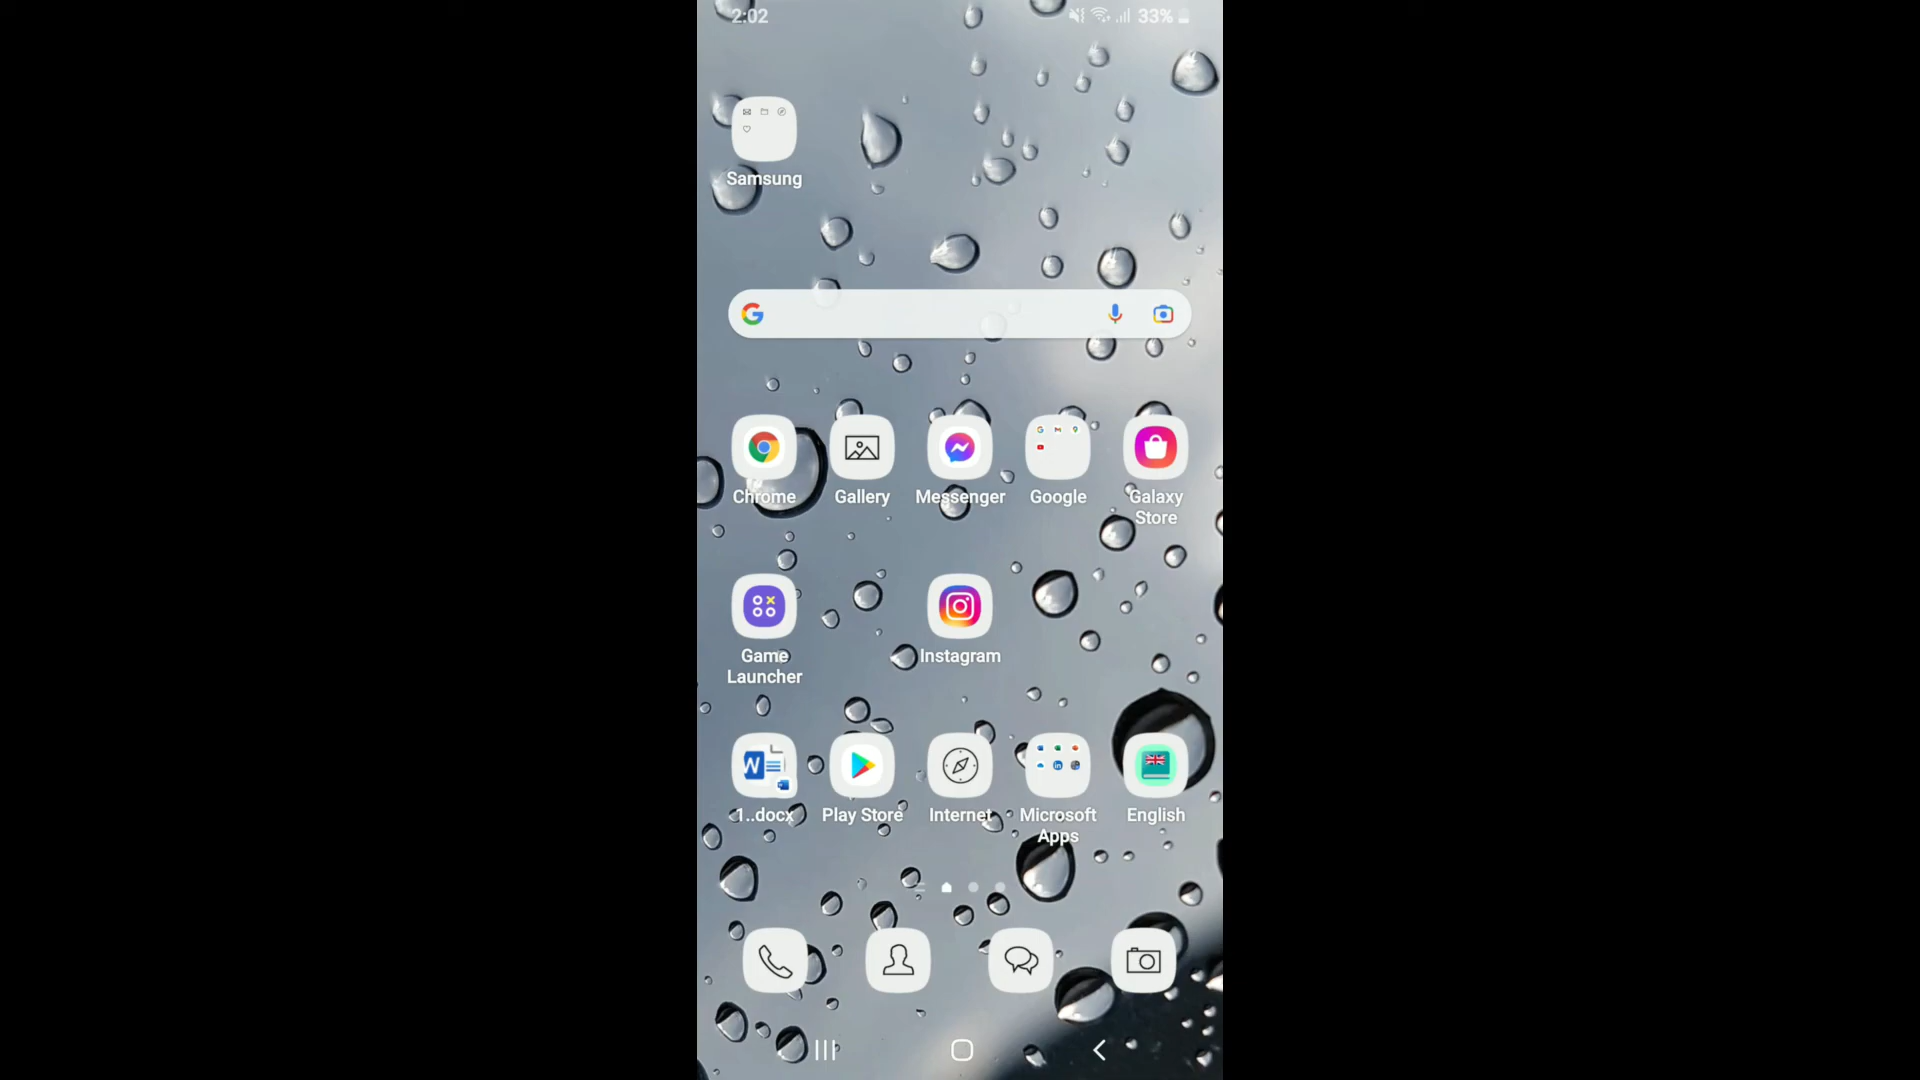 2:02
33%
Samsung
Chrome
Gallery
Messenger
Google
Galaxy
Store
Game
Launcher
Instagram
1..docx
Play Store
Internet
Microsoft
Apps
English